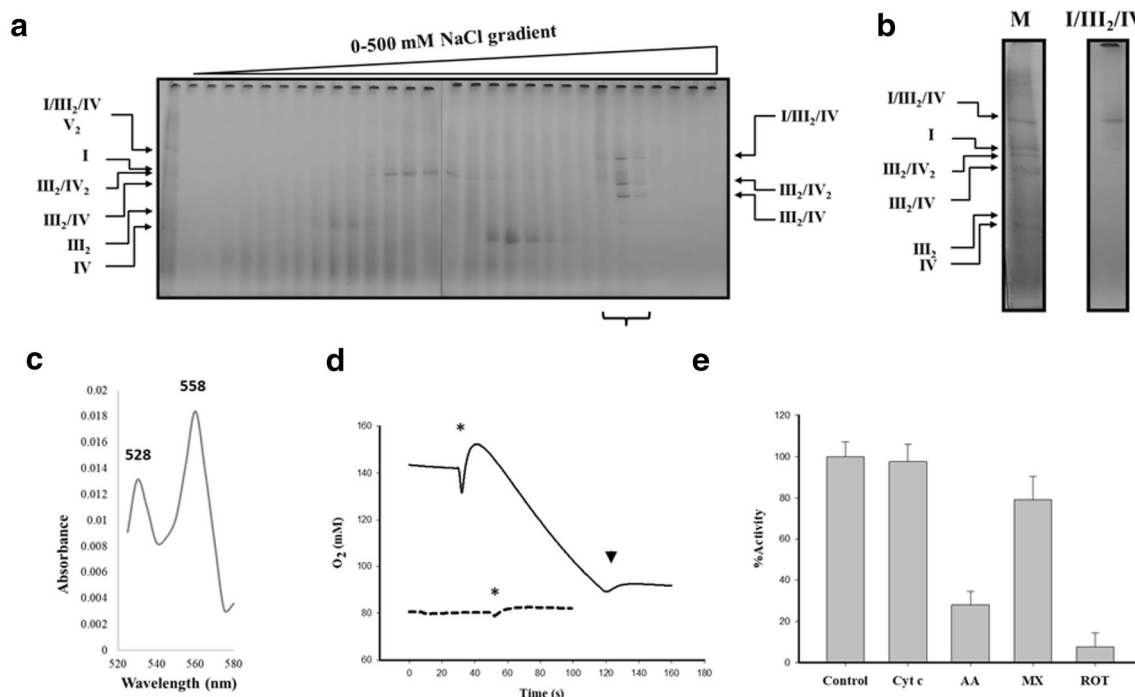 a
0-500 mM NaCl gradient
I/III₂/IV
V₂
I
III₂/IV₂
III₂/IV
III₂
IV
I/III₂/IV
III₂/IV₂
III₂/IV
b
M I/III₂/IV
I/III₂/IV
I
III₂/IV₂
III₂/IV
III₂
IV
c
0.02
0.018
0.016
0.014
0.012
0.01
0.008
0.006
0.004
0.002
0
528
558
Absorbance
520 540 560 580
Wavelength (nm)
d
160
140
120
100
80
60
*
*
O₂ (mM)
0 20 40 60 80 100 120 140 160 180
Time (s)
e
120
100
80
60
40
20
0
%Activity
Control Cyt c AA MX ROT